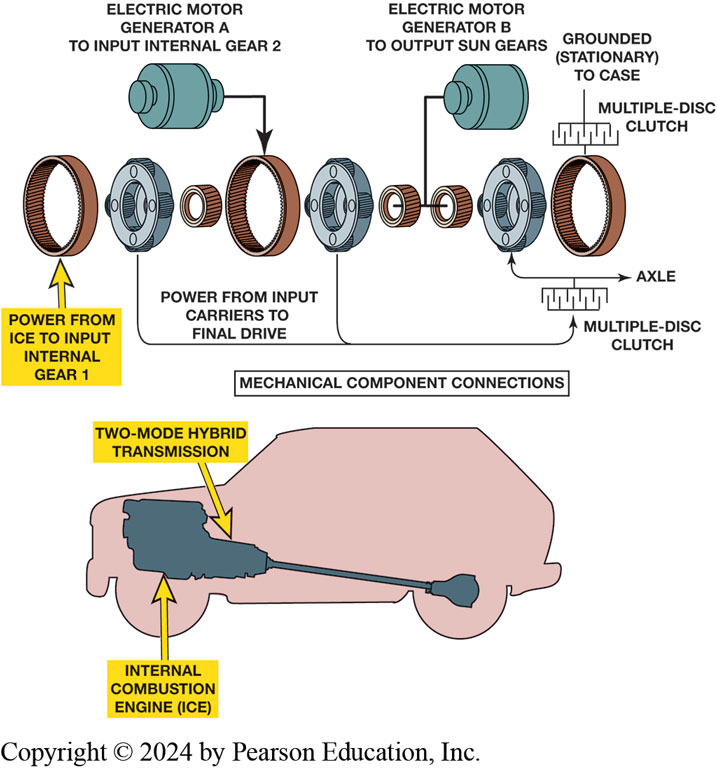 ELECTRIC MOTOR
GENERATOR A
TO INPUT INTERNAL GEAR 2
ELECTRIC MOTOR
GENERATOR B
TO OUTPUT SUN GEARS
GROUNDED
(STATIONARY)
TO CASE
MULTIPLE-DISC
CLUTCH
POWER FROM
ICE TO INPUT
INTERNAL
GEAR 1
POWER FROM INPUT
CARRIERS TO
FINAL DRIVE
AXLE
MULTIPLE-DISC
CLUTCH
MECHANICAL COMPONENT CONNECTIONS
TWO-MODE HYBRID
TRANSMISSION
INTERNAL
COMBUSTION
ENGINE (ICE)
Copyright © 2024 by Pearson Education, Inc.